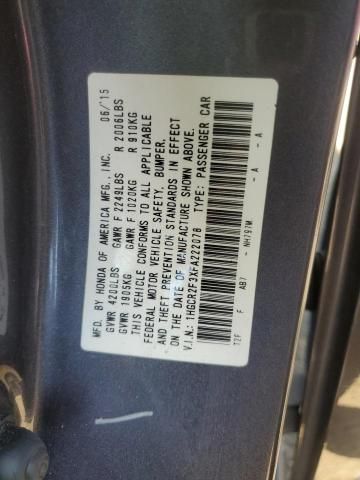 MFD. BY HONDA OF AMERICA MFG., INC. 06/'15
GVWR 4200LBS GAWR F 2249LBS R 2006LBS
GVWR 1905KG GAWR F 1020KG R 910KG
THIS VEHICLE CONFORMS TO ALL APPLICABLE
FEDERAL MOTOR VEHICLE SAFETY, BUMPER,
AND THEFT PREVENTION STANDARDS IN EFFECT
ON THE DATE OF MANUFACTURE SHOWN ABOVE.
V.I.N.: 1HGCR2F3XFA222078 TYPE: PASSENGER CAR
T2F F AB7 - NH797M - A - A